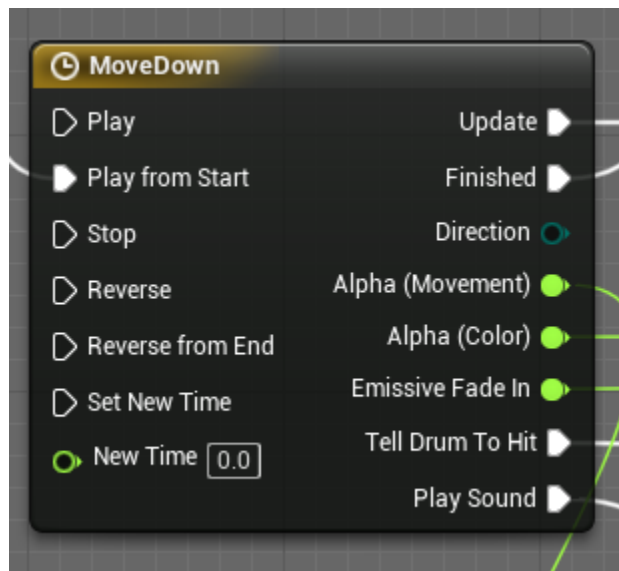 MoveDown
Play
Update
Play from Start
Finished
Stop
Direction
Reverse
Alpha (Movement)
Reverse from End
Alpha (Color)
Set New Time
Emissive Fade In
New Time 0.0
Tell Drum To Hit
Play Sound